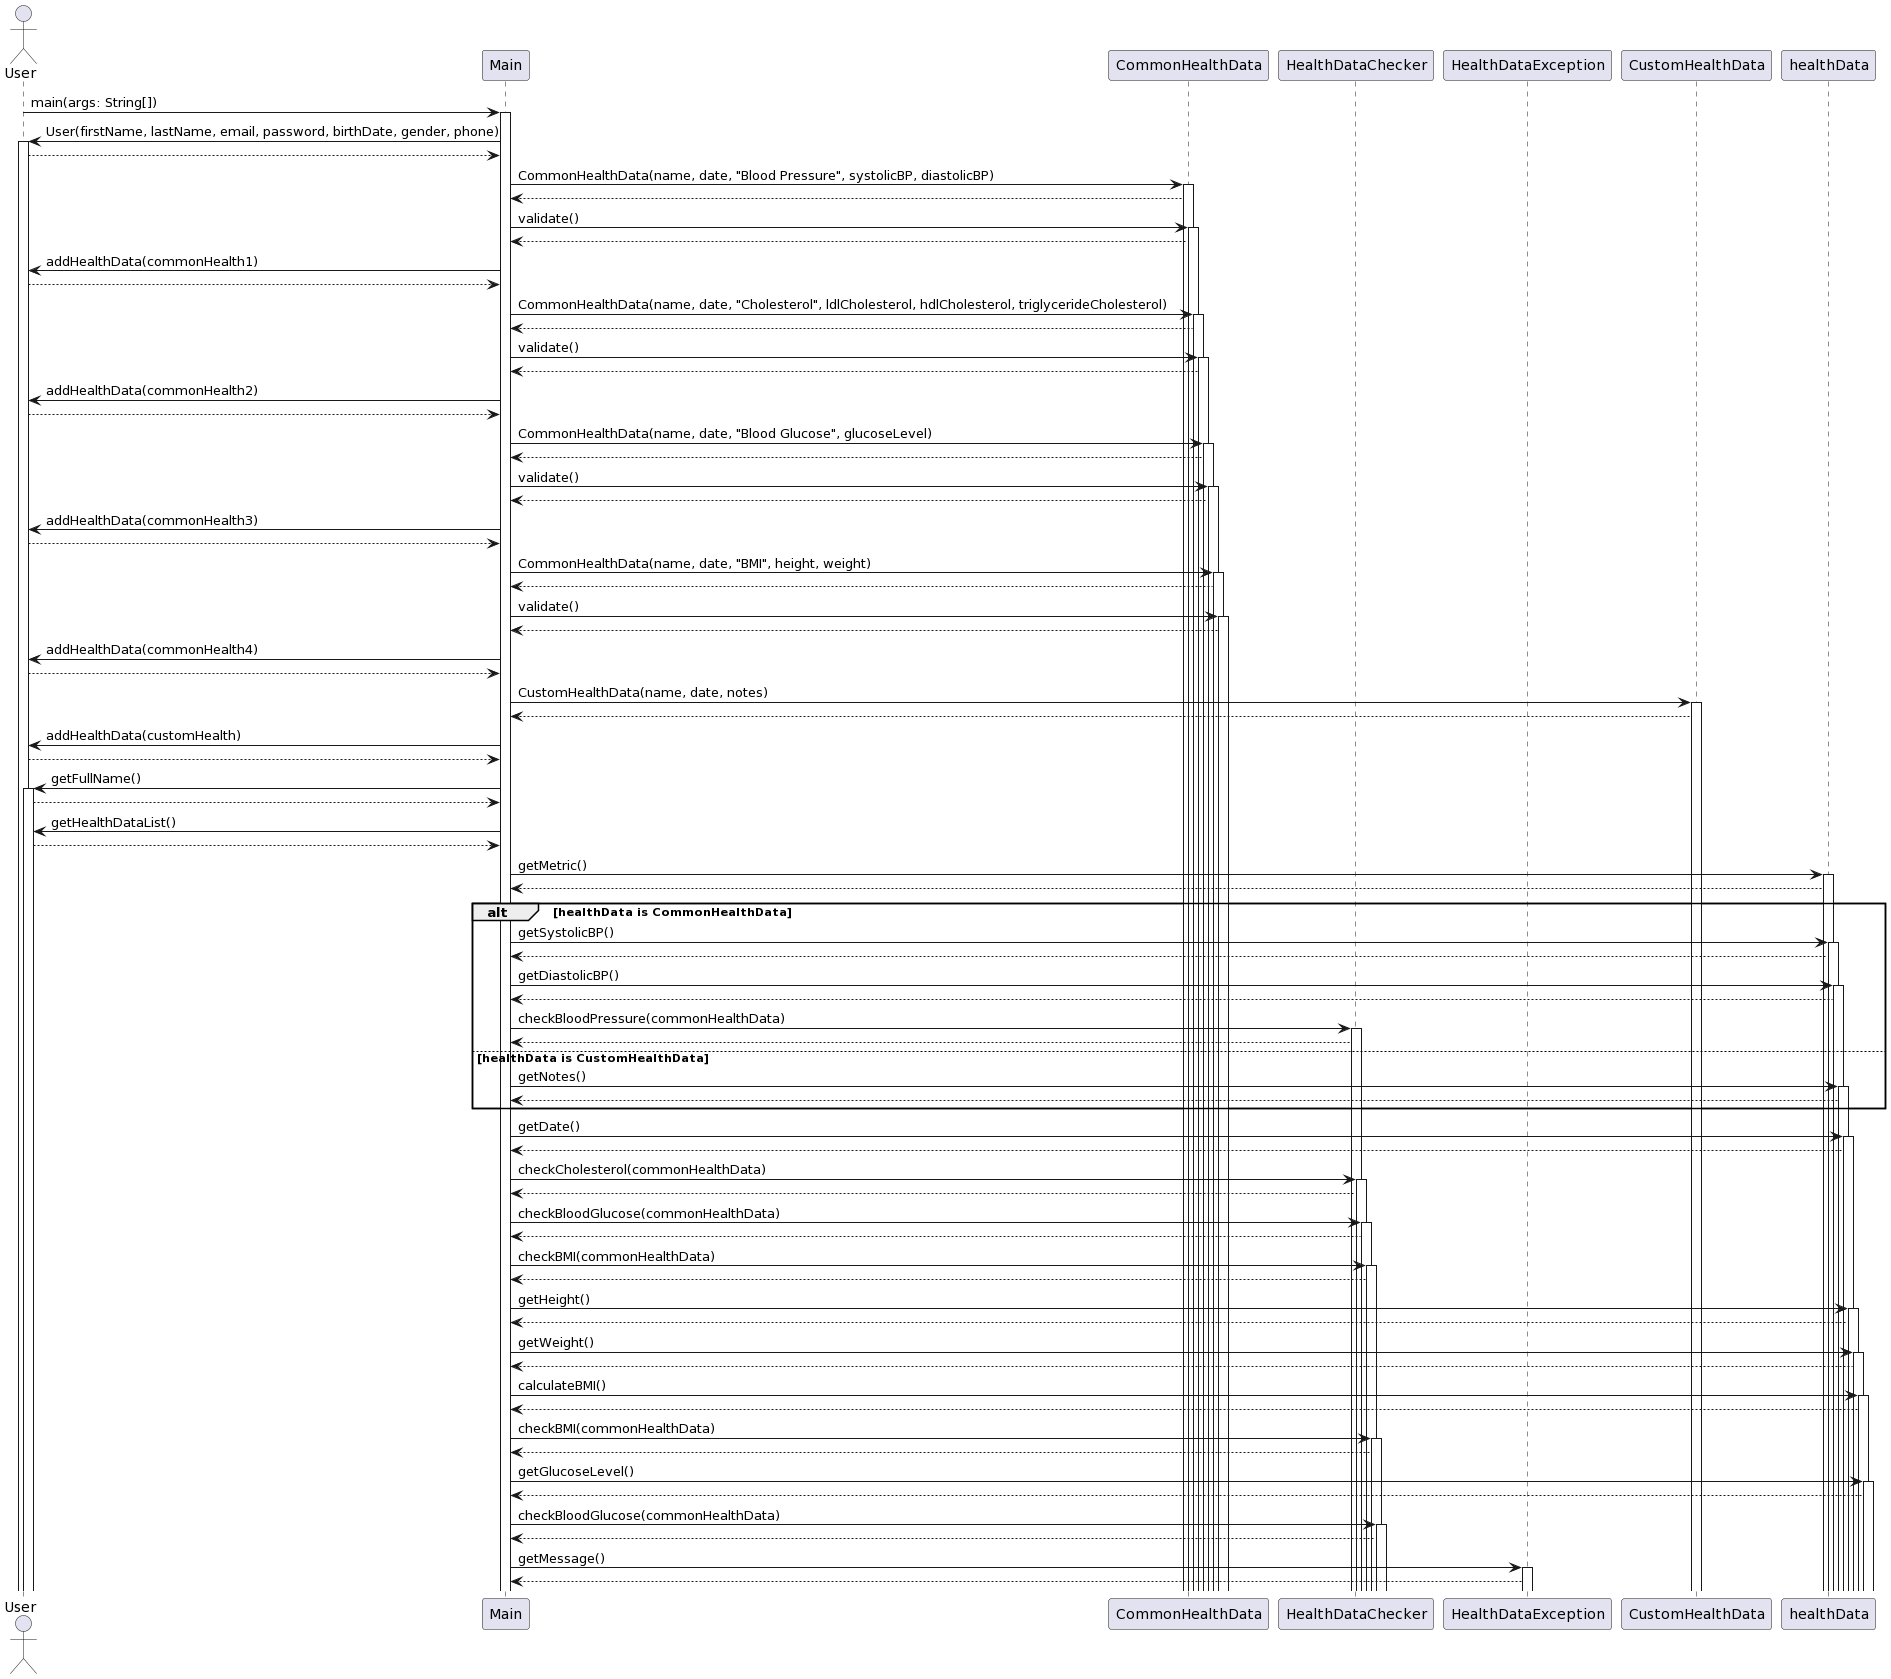 User
Main
CommonHealthData
HealthDataChecker
HealthDataException
CustomHealthData
healthData
main(args: String[])
User(firstName, lastName, email, password, birthDate, gender, phone)
CommonHealthData(name, date, "Blood Pressure", systolicBP, diastolicBP)
validate()
addHealthData(commonHealth1)
CommonHealthData(name, date, "Cholesterol", ldlCholesterol, hdlCholesterol, triglycerideCholesterol)
validate()
addHealthData(commonHealth2)
CommonHealthData(name, date, "Blood Glucose", glucoseLevel)
validate()
addHealthData(commonHealth3)
CommonHealthData(name, date, "BMI", height, weight)
validate()
addHealthData(commonHealth4)
CustomHealthData(name, date, notes)
addHealthData(customHealth)
getFullName()
getHealthDataList()
getMetric()
alt [healthData is CommonHealthData]
getSystolicBP()
getDiastolicBP()
checkBloodPressure(commonHealthData)
[healthData is CustomHealthData]
getNotes()
getDate()
checkCholesterol(commonHealthData)
checkBloodGlucose(commonHealthData)
checkBMI(commonHealthData)
getHeight()
getWeight()
calculateBMI()
checkBMI(commonHealthData)
getGlucoseLevel()
checkBloodGlucose(commonHealthData)
getMessage()
User
Main
CommonHealthData
HealthDataChecker
HealthDataException
CustomHealthData
healthData